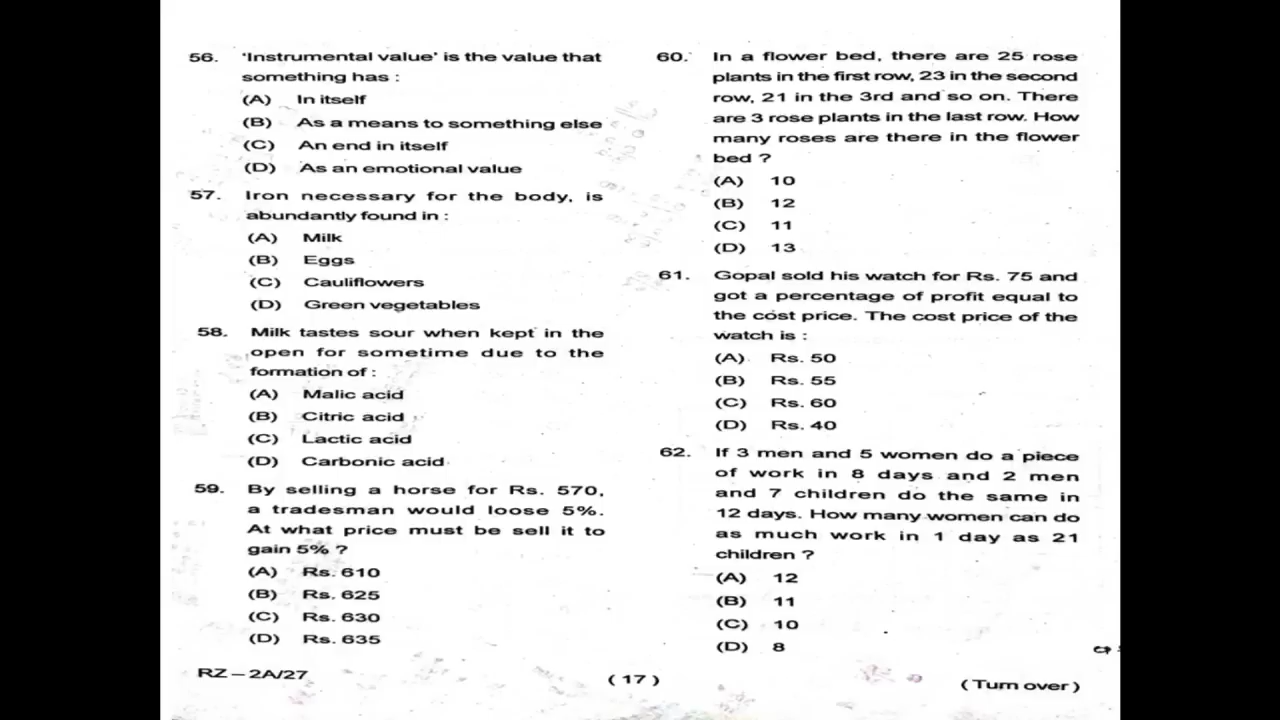 56. 'Instrumental value' is the value that
something has :
(A) In itself
(B) As a means to something else
(C) An end in itself
(D) As an emotional value
57. Iron necessary for the body, is
abundantly found in :
(A) Milk
(B) Eggs
(C) Cauliflowers
(D) Green vegetables
58. Milk tastes sour when kept in the
open for sometime due to the
formation of :
(A) Malic acid
(B) Citric acid
(C) Lactic acid
(D) Carbonic acid
59. By selling a horse for Rs. 570,
a tradesman would loose 5%.
At what price must be sell it to
gain 5% ?
(A) Rs. 610
(B) Rs. 625
(C) Rs. 630
(D) Rs. 635
RZ – 2A/27
(17)
60. In a flower bed, there are 25 rose
plants in the first row, 23 in the second
row, 21 in the 3rd and so on. There
are 3 rose plants in the last row. How
many roses are there in the flower
bed ?
(A) 10
(B) 12
(C) 11
(D) 13
61. Gopal sold his watch for Rs. 75 and
got a percentage of profit equal to
the cost price. The cost price of the
watch is :
(A) Rs. 50
(B) Rs. 55
(C) Rs. 60
(D) Rs. 40
62. If 3 men and 5 women do a piece
of work in 8 days and 2 men
and 7 children do the same in
12 days. How many women can do
as much work in 1 day as 21
children ?
(A) 12
(B) 11
(C) 10
(D) 8
(Turn over)